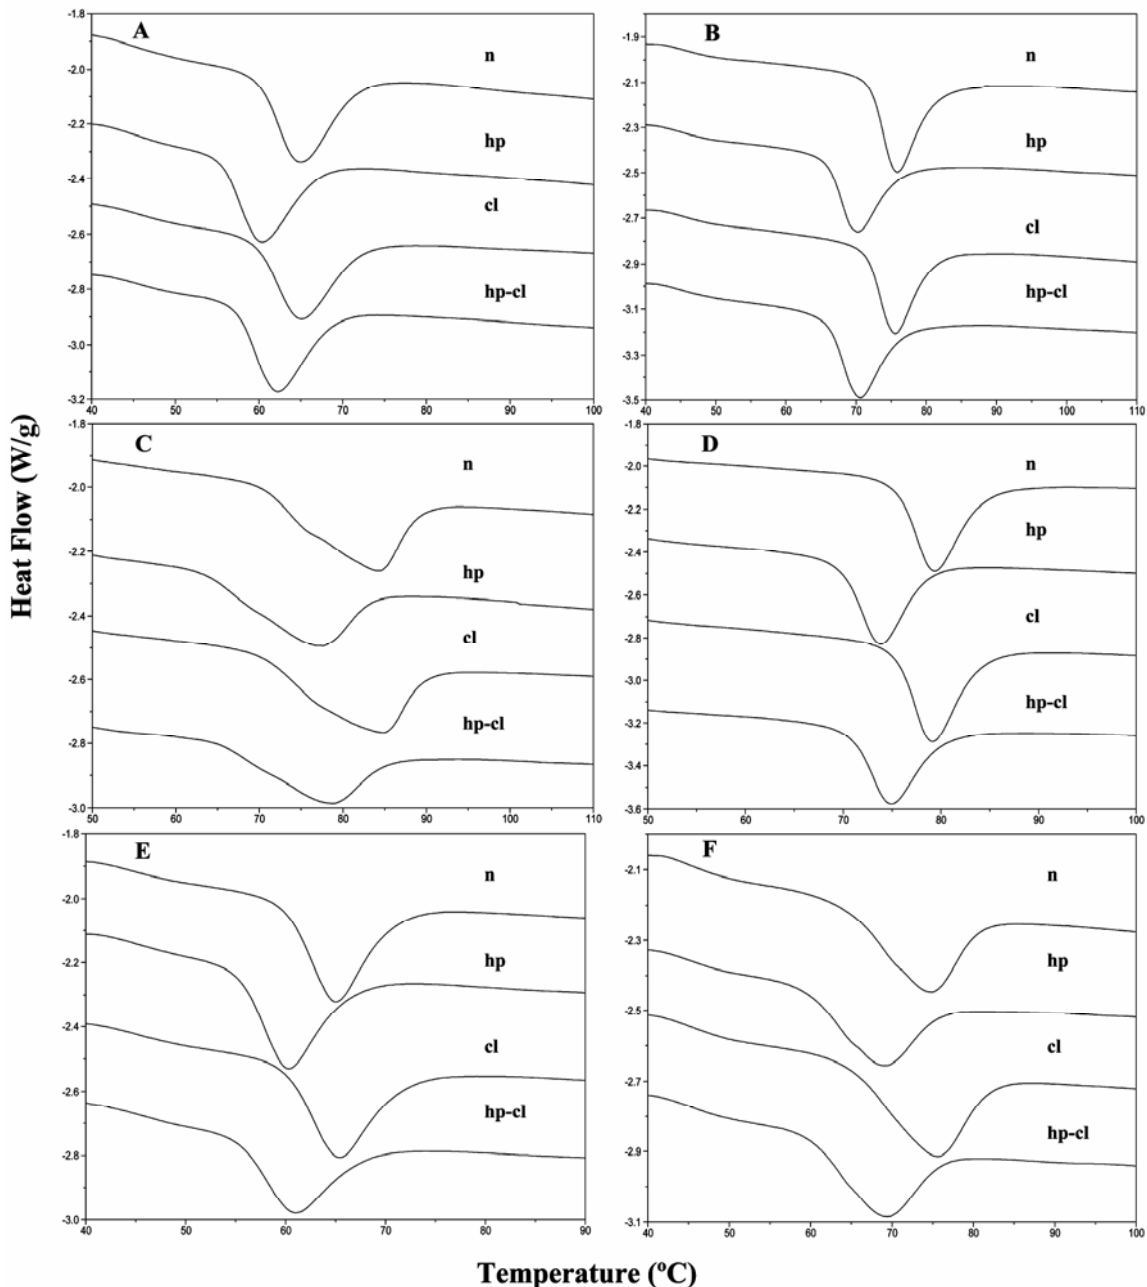 A
n
hp
cl
hp-cl
-1.8
-2.0
-2.2
-2.4
-2.6
-2.8
-3.0
-3.2
40 50 60 70 80 90 100
B
n
hp
cl
hp-cl
-1.9
-2.1
-2.3
-2.5
-2.7
-2.9
-3.1
-3.3
-3.5
40 50 60 70 80 90 100 110
C
n
hp
cl
hp-cl
-1.8
-2.0
-2.2
-2.4
-2.6
-2.8
-3.0
50 60 70 80 90 100 110
D
n
hp
cl
hp-cl
-1.8
-2.0
-2.2
-2.4
-2.6
-2.8
-3.0
-3.2
-3.4
-3.6
50 60 70 80 90 100
E
n
hp
cl
hp-cl
-1.8
-2.0
-2.2
-2.4
-2.6
-2.8
-3.0
40 50 60 70 80 90
F
n
hp
cl
hp-cl
-2.1
-2.3
-2.5
-2.7
-2.9
-3.1
40 50 60 70 80 90 100
Heat Flow (W/g)
Temperature (ºC)